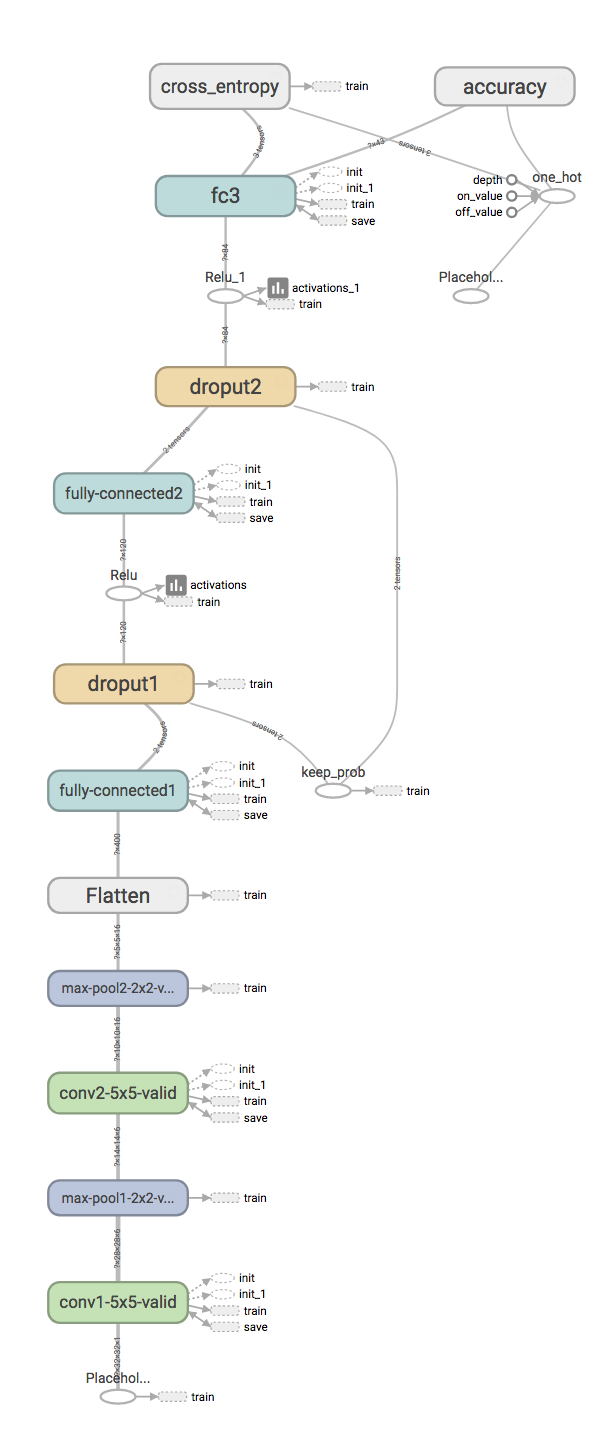 cross_entropy
train
accuracy
3 tensors
?×43
3 tensors
fc3
init
init_1
train
save
depth
on_value
off_value
one_hot
?×84
Relu_1
activations_1
train
Placehol...
?×84
droput2
train
2 tensors
fully-connected2
init
init_1
train
save
?×120
Relu
activations
train
2 tensors
?×120
droput1
train
2 tensors
2 tensors
fully-connected1
init
init_1
train
save
keep_prob
train
?×400
Flatten
train
?×5×5×16
max-pool2-2x2-v...
train
?×10×10×16
conv2-5x5-valid
init
init_1
train
save
?×14×14×6
max-pool1-2x2-v...
train
?×28×28×6
conv1-5x5-valid
init
init_1
train
save
?×32×32×1
Placehol...
train